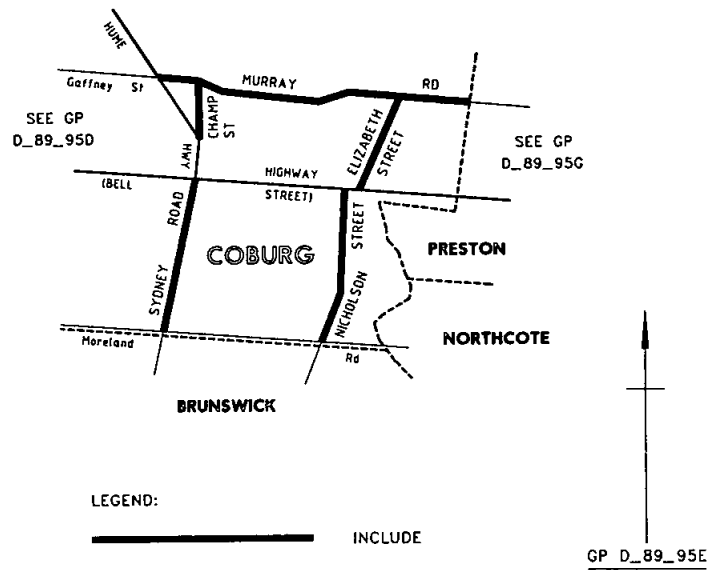 HUME
Gaffney St
MURRAY
RD
SEE GP
D_89_95D
CHAMP
ST
ELIZABETH
STREET
SEE GP
D_89_95G
HWY
(BELL
HIGHWAY
STREET)
ROAD
SYDNEY
COBURG
STREET
NICHOLSON
PRESTON
NORTHCOTE
Moreland
Rd
BRUNSWICK
LEGEND:
INCLUDE
GP D_89_95E